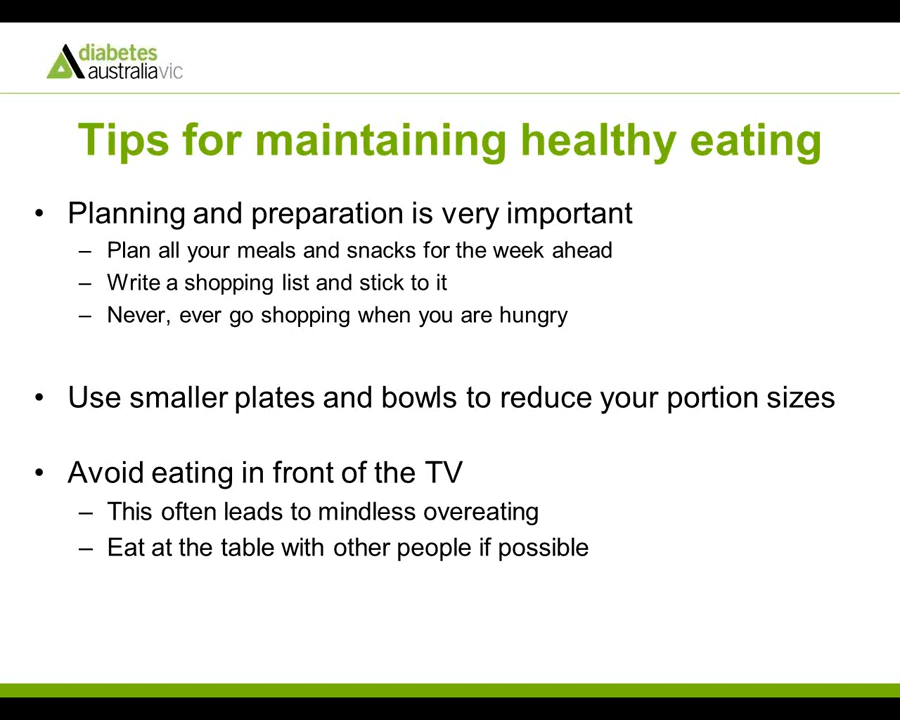 diabetes
australiavic
Tips for maintaining healthy eating
• Planning and preparation is very important
– Plan all your meals and snacks for the week ahead
– Write a shopping list and stick to it
– Never, ever go shopping when you are hungry
• Use smaller plates and bowls to reduce your portion sizes
• Avoid eating in front of the TV
– This often leads to mindless overeating
– Eat at the table with other people if possible